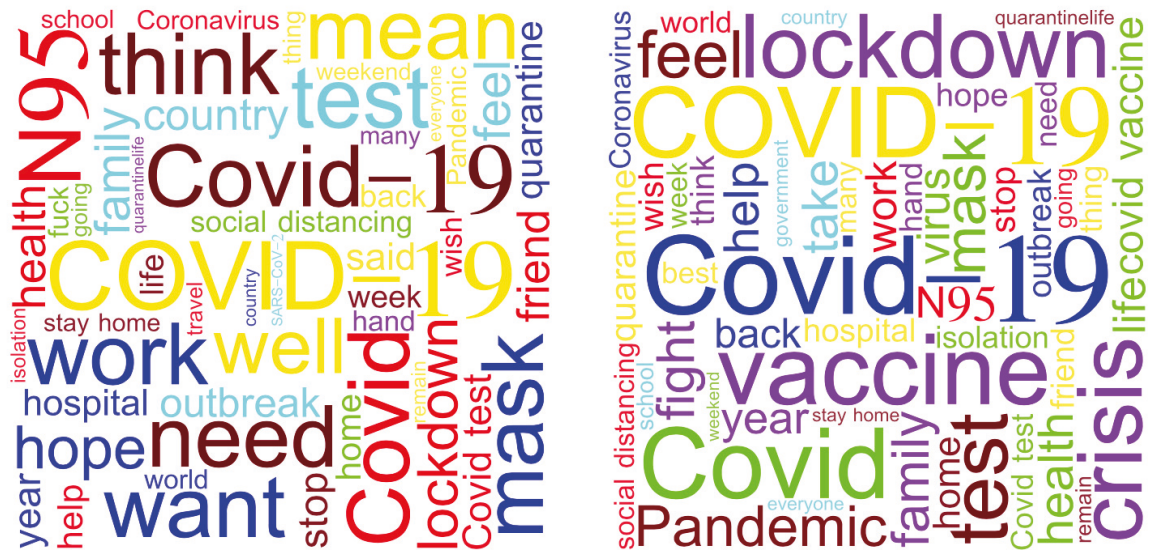 school
Coronavirus
thing
mean
N95
think
weekend
quarantine
country
test
everyone
Pandemic
feel
family
many
quarantinelife
Covid-19
back
health
fuck
going
social distancing
wish
friend
COVID-19
life
said
travel
country
SARS-CoV-2
week
hand
isolation
stay home
work
well
Covid
lockdown
mask
hospital
outbreak
remain
hope
need
home
Covid test
year
help
world
want
stop
Coronavirus
world
country
quarantinelife
feel
lockdown
vaccine
COVID-19
hope
need
quarantine
wish
week
think
help
government
take
many
work
hand
virus
mask
stop
outbreak
going
thing
lifecovid
Covid-19
best
N95
back
hospital
isolation
social distancing
school
fight
weekend
vaccine
friend
crisis
year
stay home
Covid
family
home
test
Covid test
health
remain
everyone
Pandemic